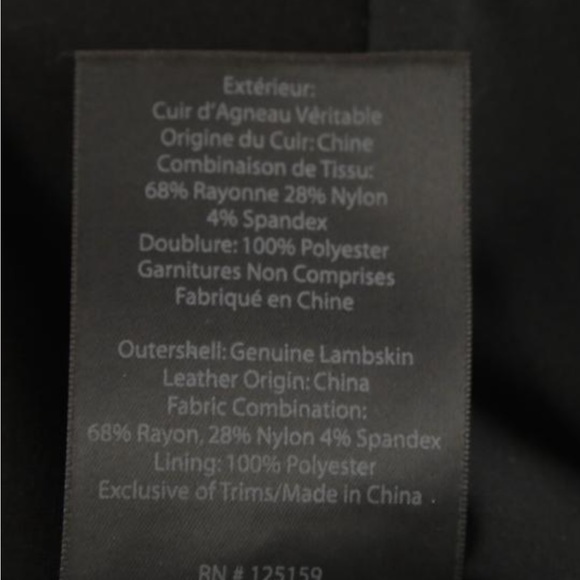 Extérieur:
Cuir d'Agneau Véritable
Origine du Cuir: Chine
Combinaison de Tissu:
68% Rayonne 28% Nylon
4% Spandex
Doublure: 100% Polyester
Garnitures Non Comprises
Fabriqué en Chine
Outershell: Genuine Lambskin
Leather Origin: China
Fabric Combination:
68% Rayon, 28% Nylon 4% Spandex
Lining: 100% Polyester
Exclusive of Trims/Made in China .
RN # 125159